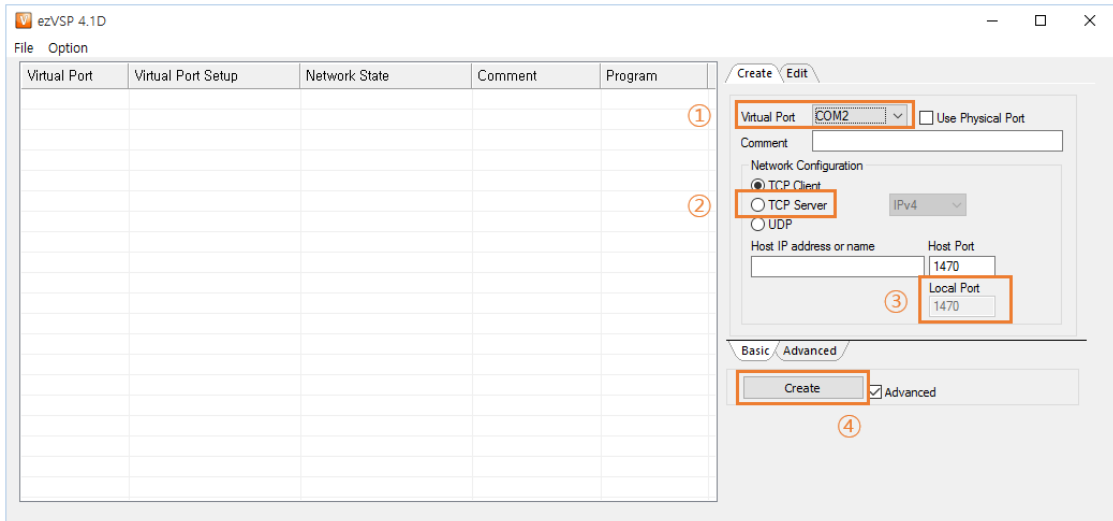 ezVSP 4.1D
File Option
Virtual Port Virtual Port Setup Network State Comment Program
Create Edit
① Virtual Port COM2 Use Physical Port
Comment
Network Configuration
TCP Client
② TCP Server IPv4
UDP
Host IP address or name Host Port
1470
Local Port
③ 1470
Basic Advanced
Create Advanced
④